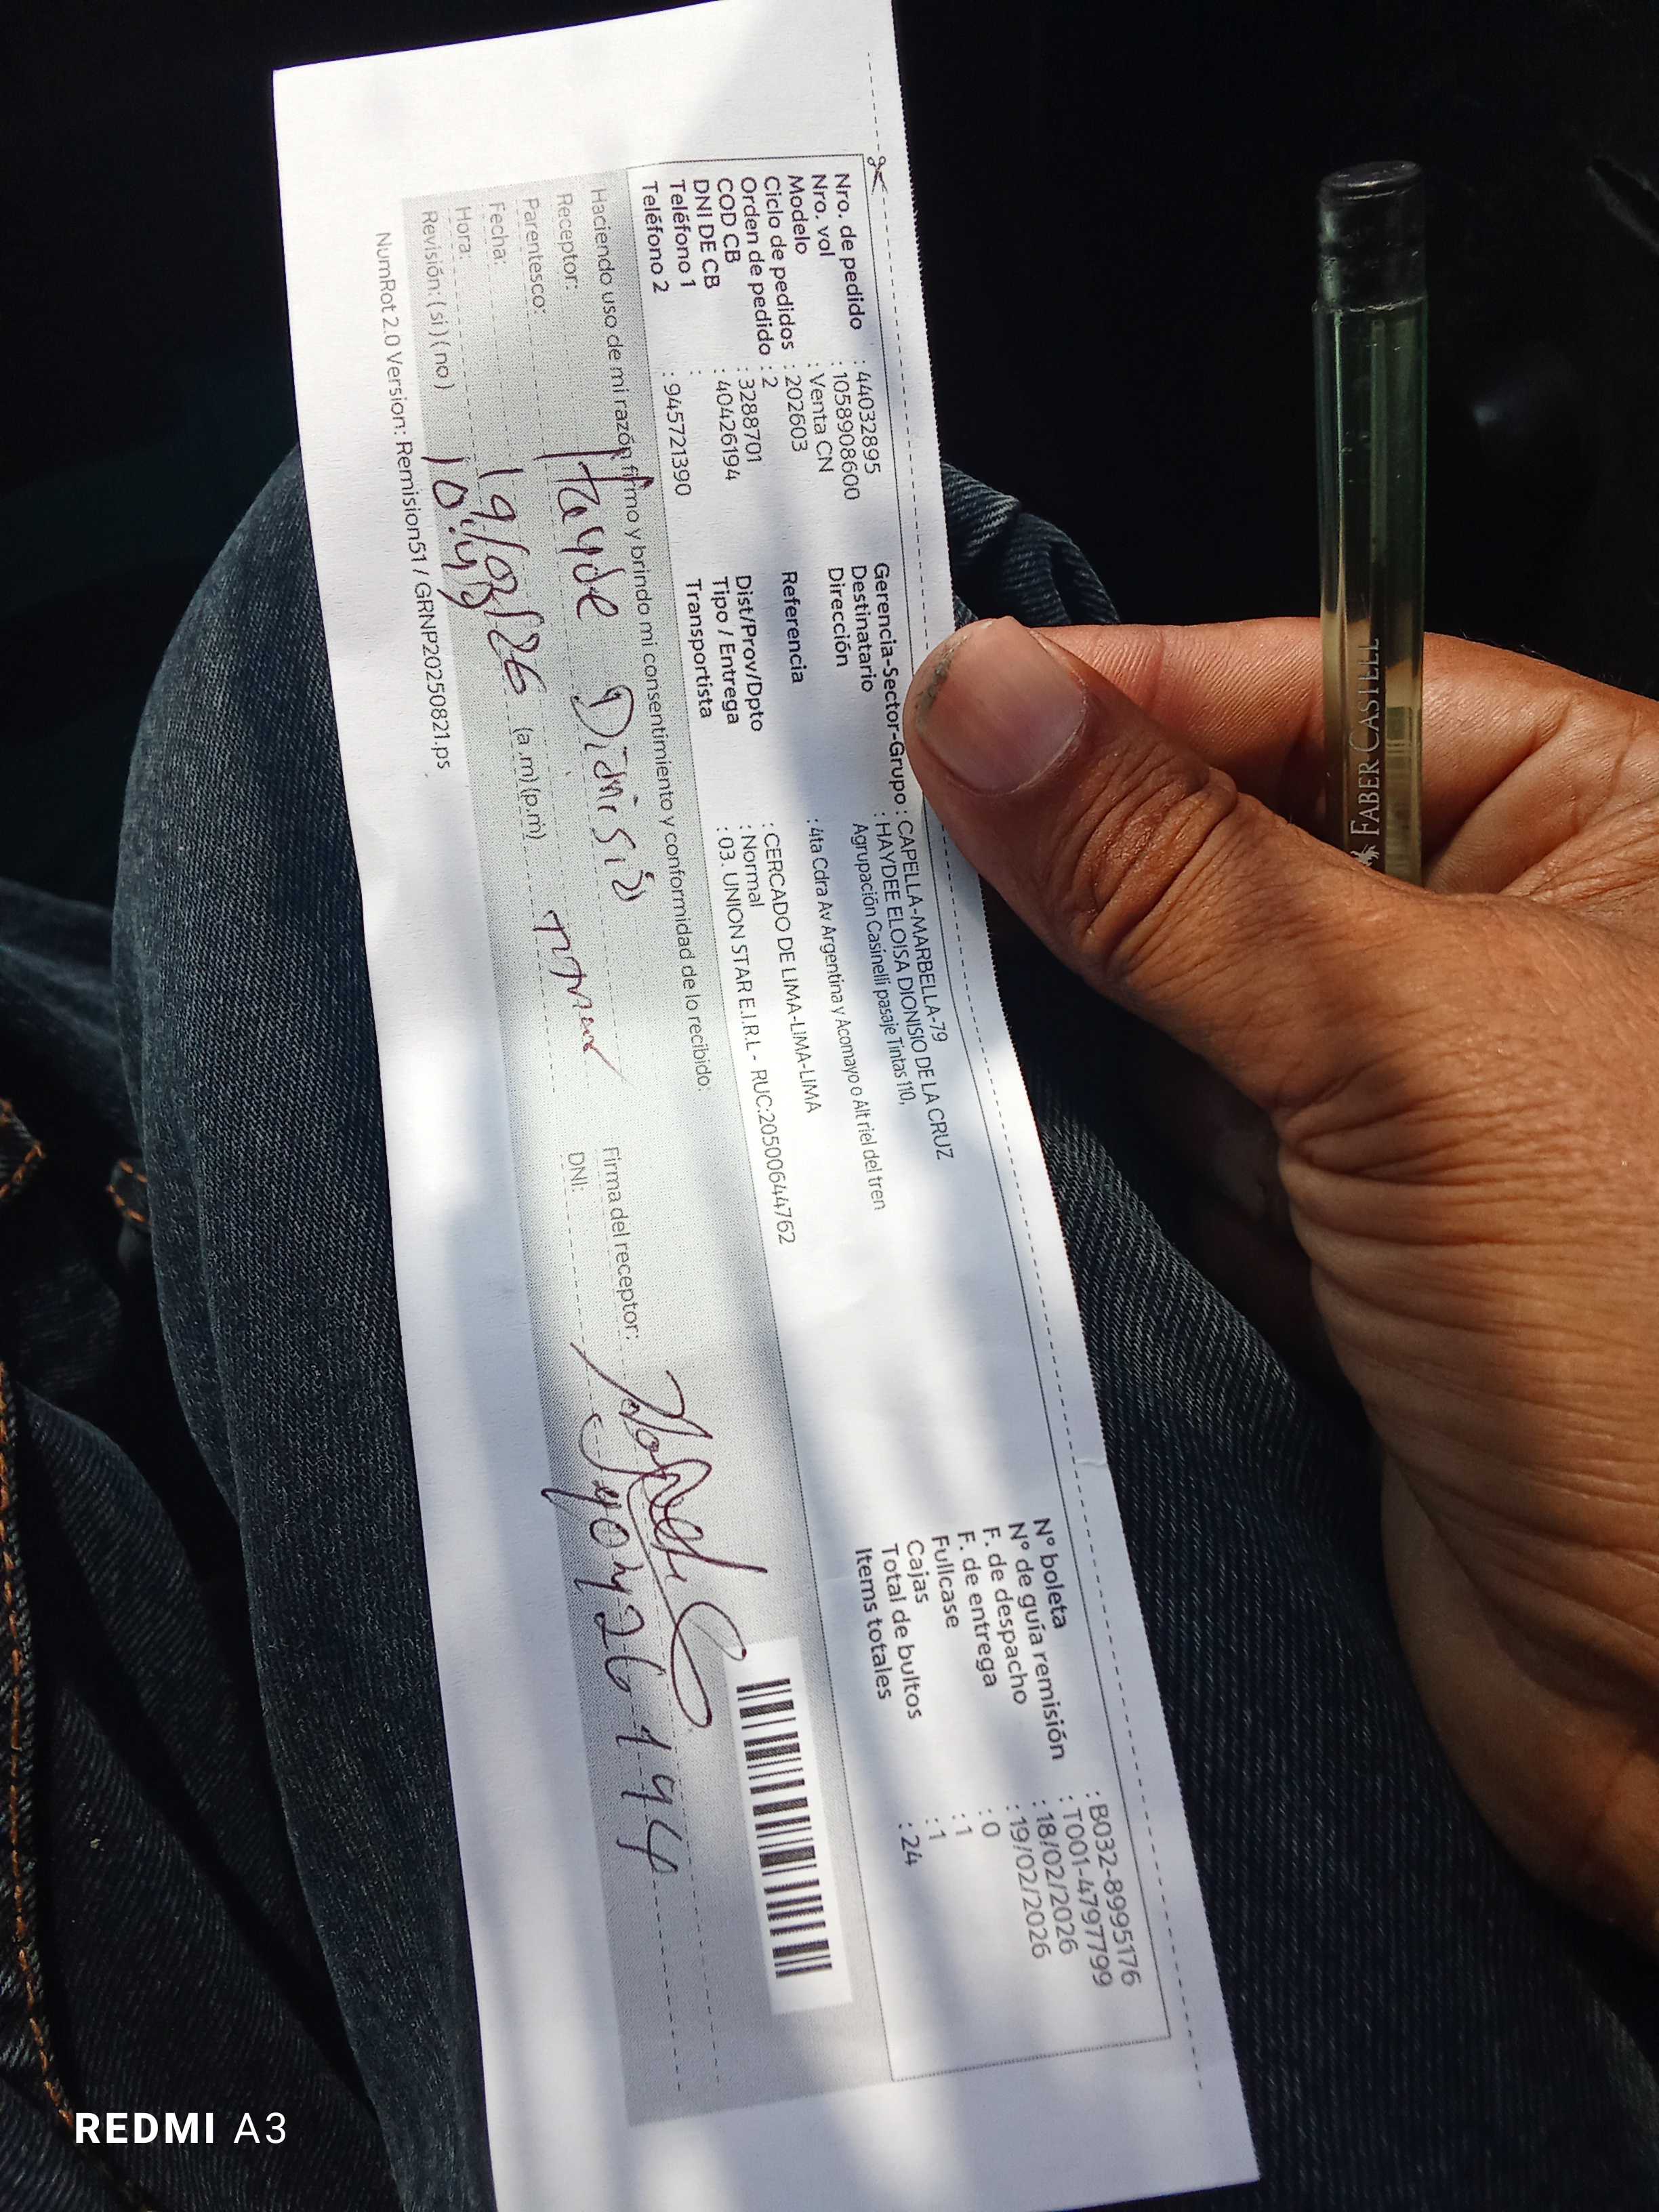 Nro. de pedido : 44032895
Nro. vol : 1058908600
Modelo : Venta CN
Ciclo de pedidos : 202603
Orden de pedido : 2
COD CB : 3288701
DNI DE CB : 40426194
Teléfono 1 :
Teléfono 2 : 945721390
Gerencia-Sector-Grupo : CAPELLA-MARBELLA-79
Destinatario : HAYDEE ELOISA DIONISIO DE LA CRUZ
Dirección Agrupación Casinelli pasaje Tintas 110,
Referencia : 4ta Cdra Av Argentina y Acomayo o Alt riel del tren
Dist/Prov/Dpto : CERCADO DE LIMA-LIMA-LIMA
Tipo / Entrega : Normal
Transportista : 03. UNION STAR E.I.R.L - RUC:20500644762
Nº boleta : B032-8995176
Nº de guía remisión : T001-4797799
F. de despacho : 18/02/2026
F. de entrega : 19/02/2026
Fullcase : 0
Cajas : 1
Total de bultos : 1
Items totales : 24
Haciendo uso de mi razón firmo y brindo mi consentimiento y conformidad de lo recibido:
Receptor: Hayde Dionisio
Parentesco:
Fecha: 19/02/26
Hora: 10:49 (a.m)(p.m)
Revisión: (si) (no)
Firma del receptor:
DNI: 40426194
NumRot 2.0 Version: Remision51 / GRNP20250821.ps
FABER CASTELL
REDMI A3